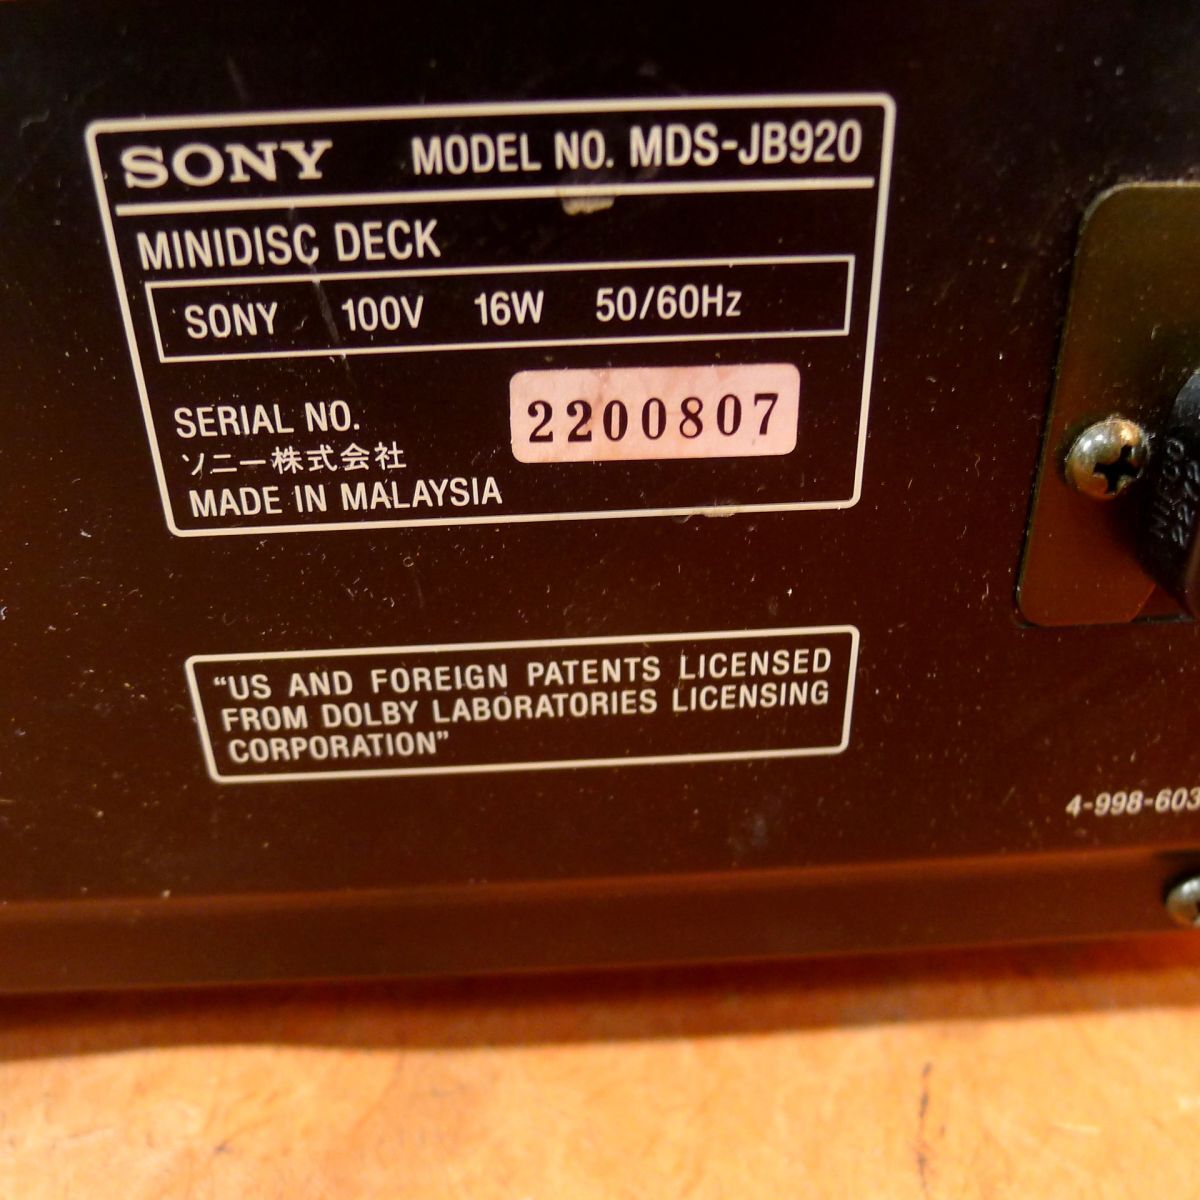 SONY MODEL NO. MDS-JB920
MINIDISC DECK
SONY 100V 16W 50/60Hz
SERIAL NO. 2200807
ソニー株式会社
MADE IN MALAYSIA
“US AND FOREIGN PATENTS LICENSED
FROM DOLBY LABORATORIES LICENSING
CORPORATION”
4-998-603